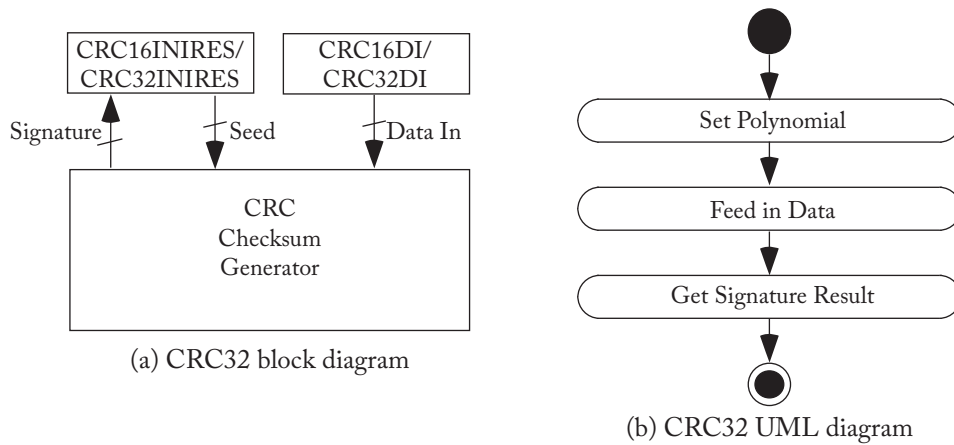 CRC16INIRES/
CRC32INIRES
CRC16DI/
CRC32DI
Signature
Seed
Data In
CRC
Checksum
Generator
(a) CRC32 block diagram
Set Polynomial
Feed in Data
Get Signature Result
(b) CRC32 UML diagram